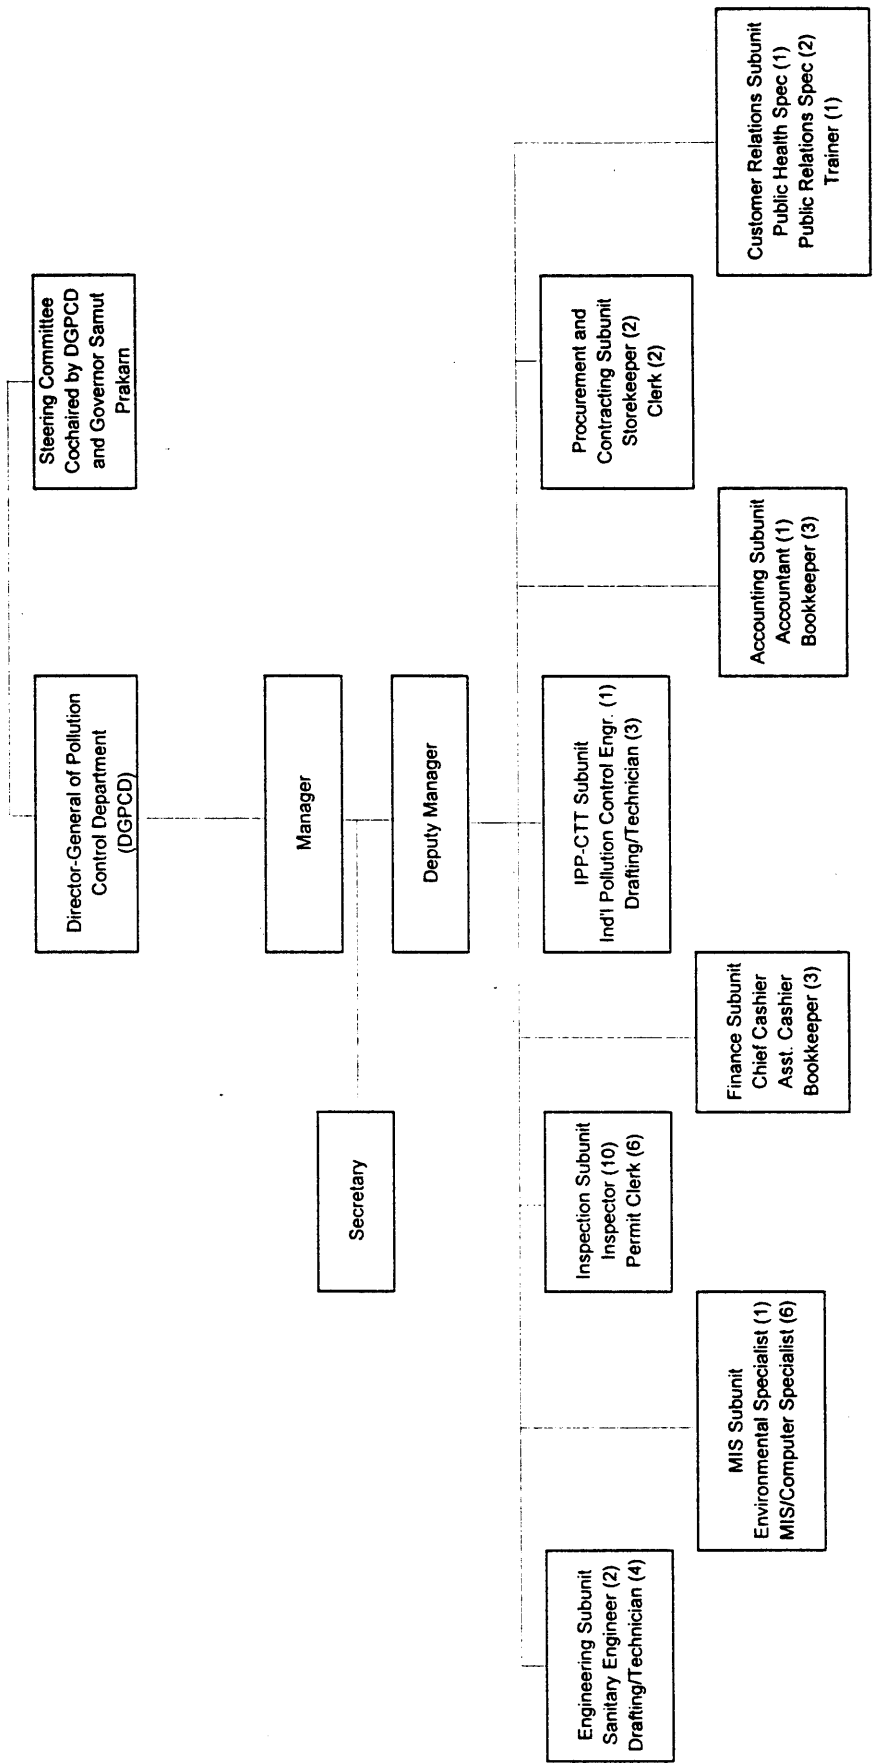 Steering Committee
Cochaired by DGPCD
and Governor Samut
Prakarn
Director-General of Pollution
Control Department
(DGPCD)
Manager
Secretary
Deputy Manager
Engineering Subunit
Sanitary Engineer (2)
Drafting/Technician (4)
MIS Subunit
Environmental Specialist (1)
MIS/Computer Specialist (6)
Inspection Subunit
Inspector (10)
Permit Clerk (6)
Finance Subunit
Chief Cashier
Asst. Cashier
Bookkeeper (3)
IPP-CTT Subunit
Ind'l Pollution Control Engr. (1)
Drafting/Technician (3)
Accounting Subunit
Accountant (1)
Bookkeeper (3)
Procurement and
Contracting Subunit
Storekeeper (2)
Clerk (2)
Customer Relations Subunit
Public Health Spec (1)
Public Relations Spec (2)
Trainer (1)